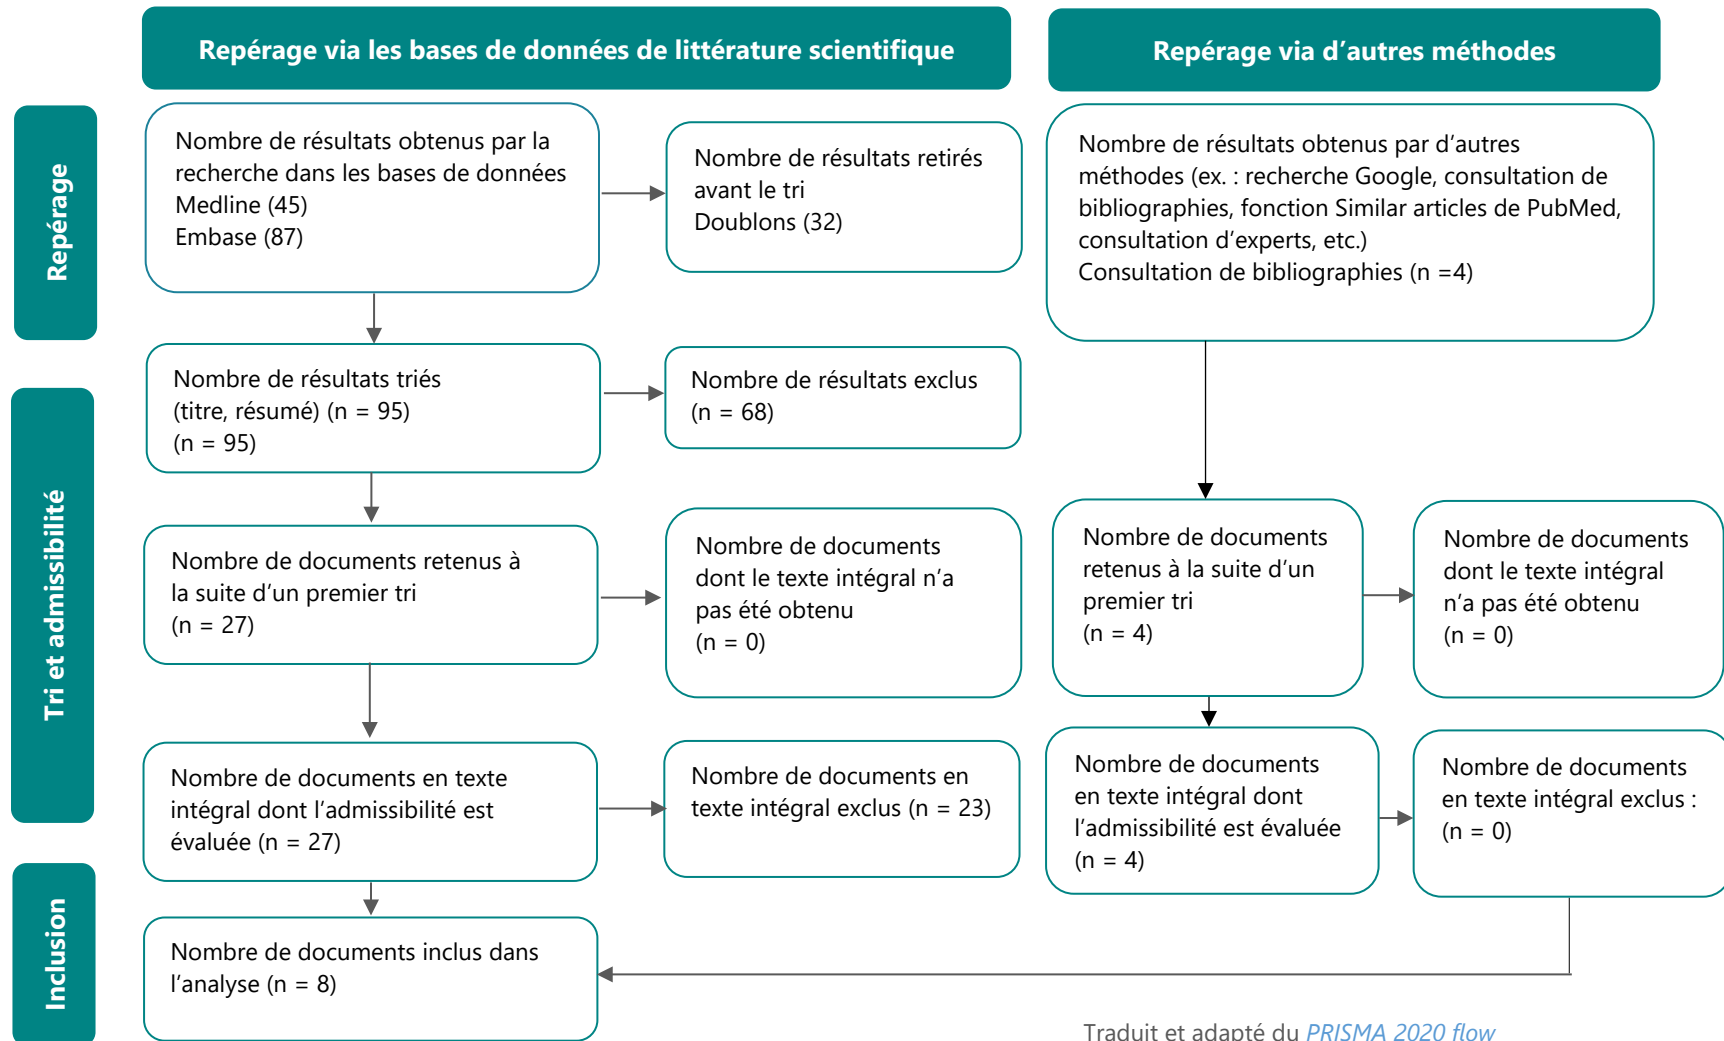 Repérage via les bases de données de littérature scientifique
Repérage via d’autres méthodes
Repérage
Nombre de résultats obtenus par la
recherche dans les bases de données
Medline (45)
Embase (87)
Nombre de résultats retirés
avant le tri
Doublons (32)
Nombre de résultats obtenus par d’autres
méthodes (ex. : recherche Google, consultation de
bibliographies, fonction Similar articles de PubMed,
consultation d’experts, etc.)
Consultation de bibliographies (n =4)
Tri et admissibilité
Nombre de résultats triés
(titre, résumé) (n = 95)
(n = 95)
Nombre de résultats exclus
(n = 68)
Nombre de documents retenus à
la suite d’un premier tri
(n = 27)
Nombre de documents
dont le texte intégral n’a
pas été obtenu
(n = 0)
Nombre de documents
retenus à la suite d’un
premier tri
(n = 4)
Nombre de documents
dont le texte intégral
n’a pas été obtenu
(n = 0)
Nombre de documents en texte
intégral dont l’admissibilité est
évaluée (n = 27)
Nombre de documents en
texte intégral exclus (n = 23)
Nombre de documents
en texte intégral dont
l’admissibilité est évaluée
(n = 4)
Nombre de documents
en texte intégral exclus :
(n = 0)
Inclusion
Nombre de documents inclus dans
l’analyse (n = 8)
Traduit et adapté du PRISMA 2020 flow